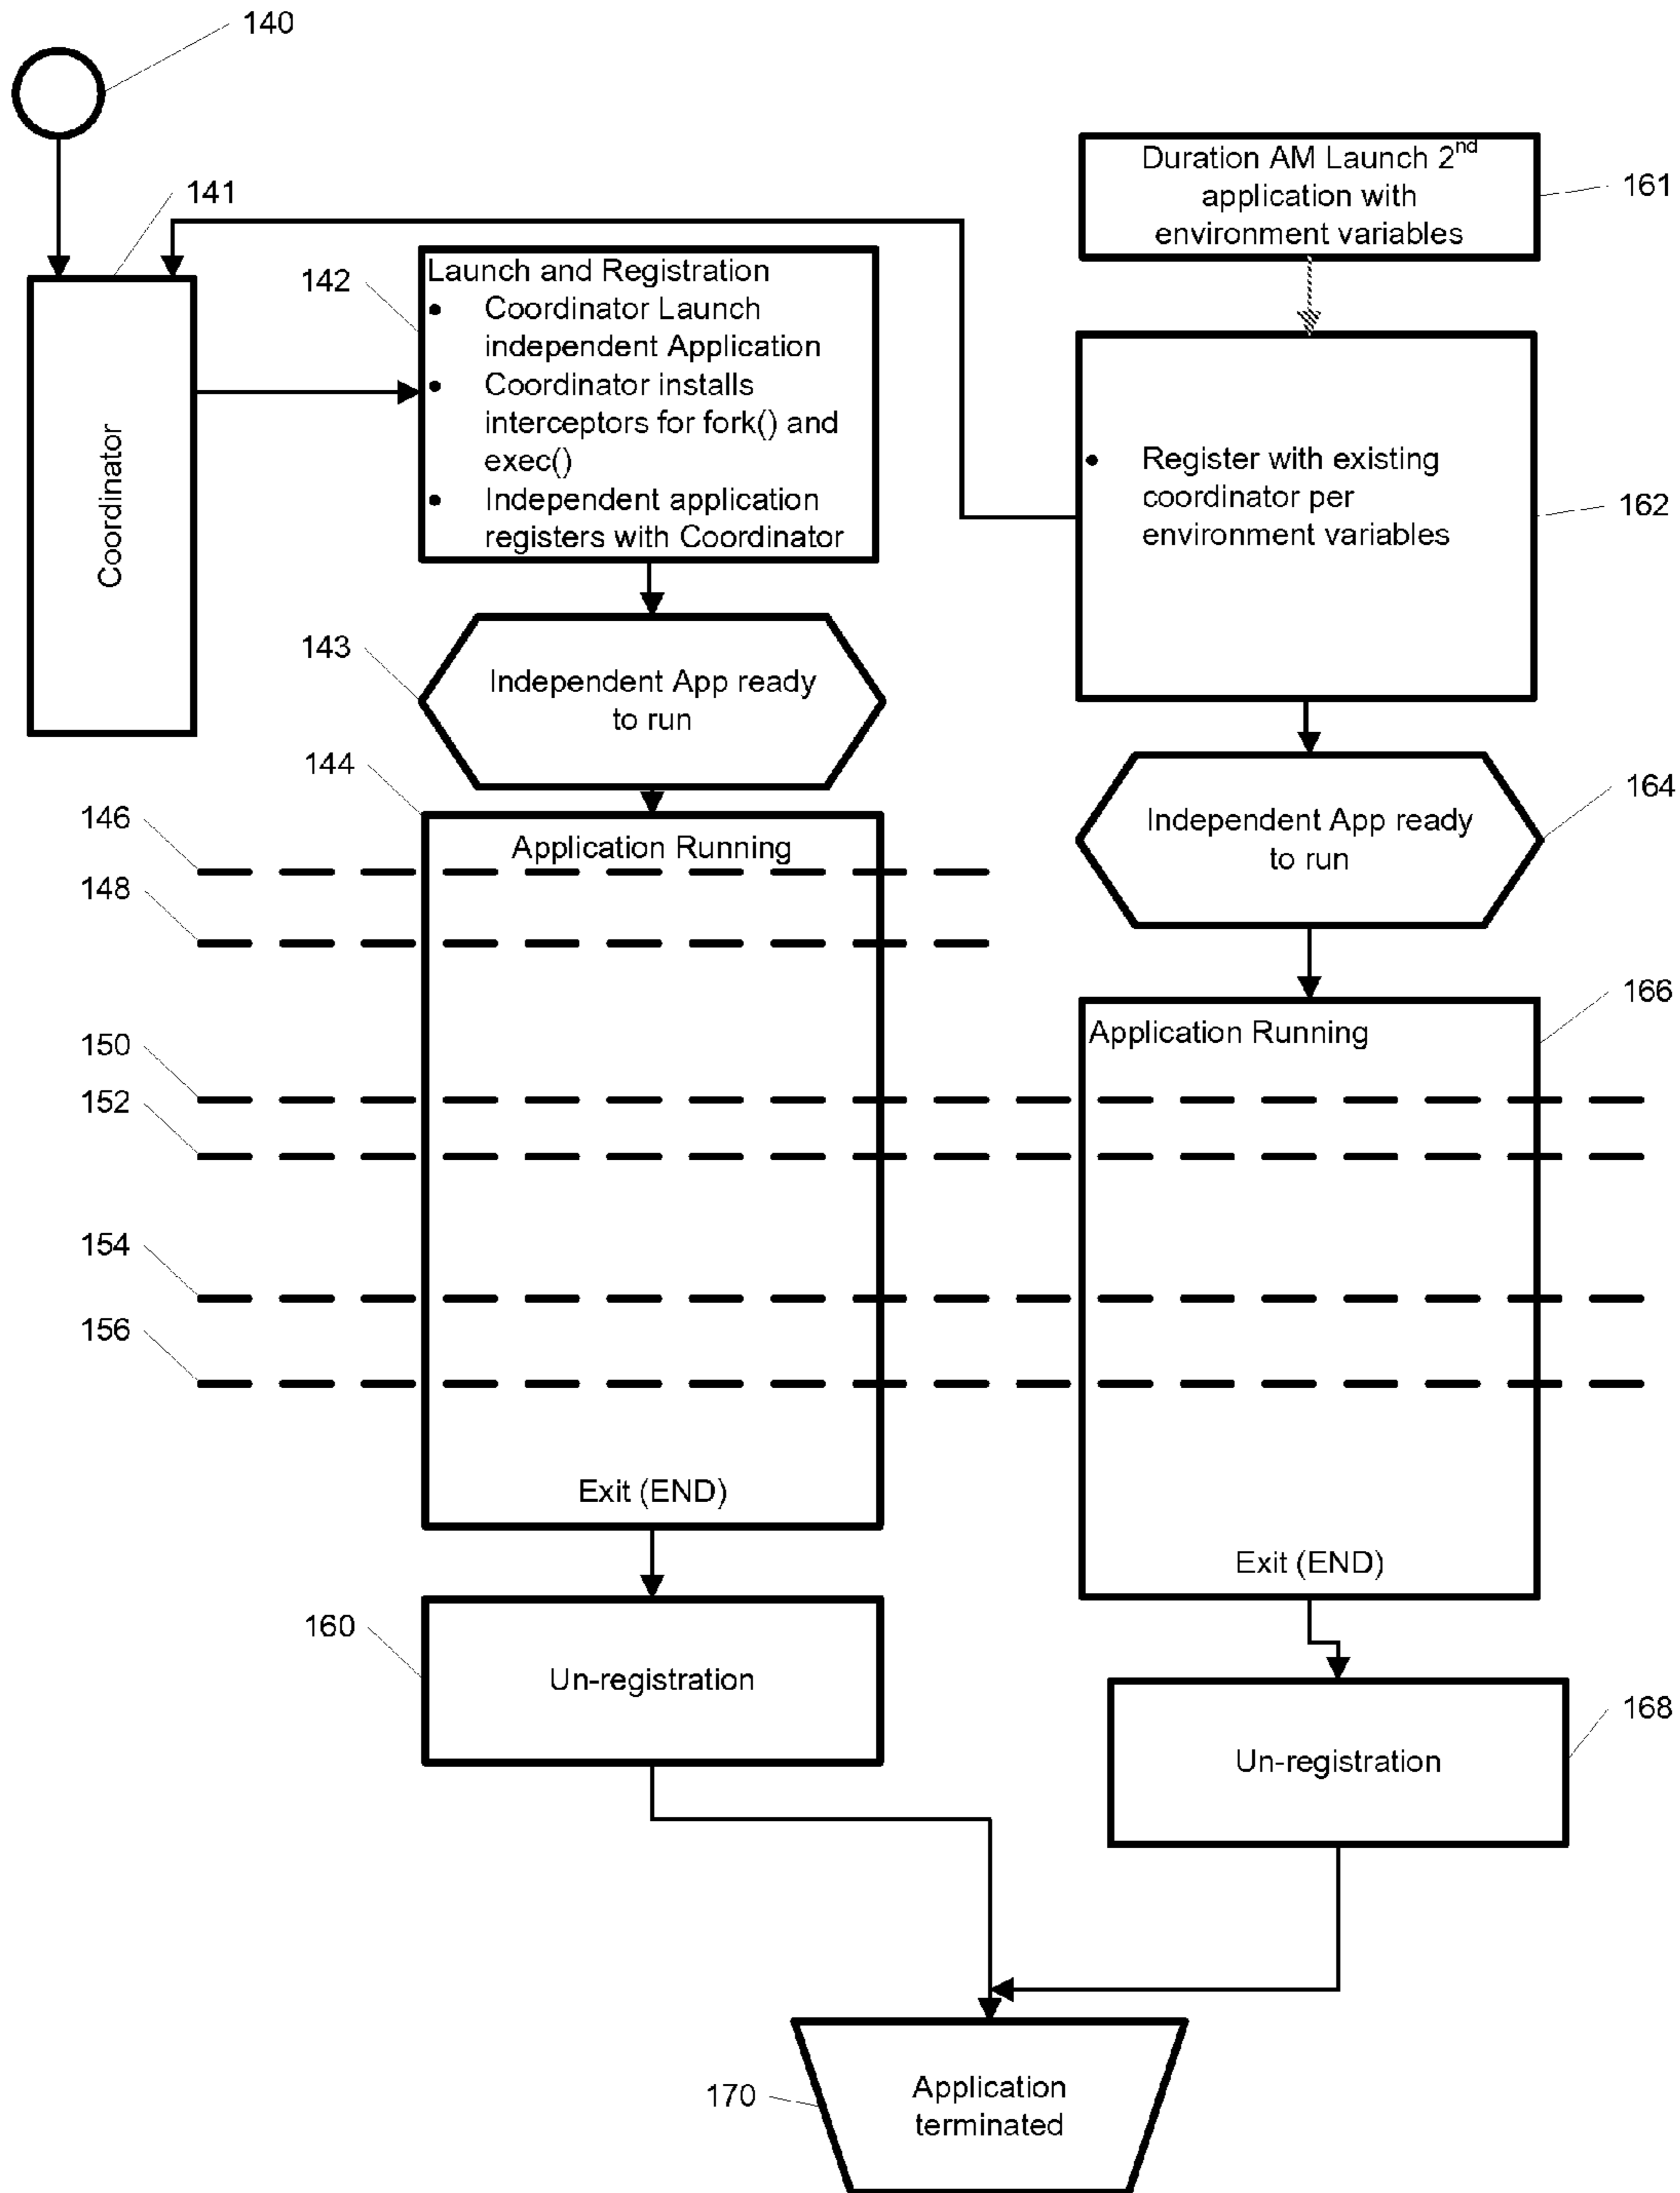 140
141
Coordinator
142
Launch and Registration
• Coordinator Launch
independent Application
• Coordinator installs
interceptors for fork() and
exec()
• Independent application
registers with Coordinator
143
Independent App ready
to run
144
Application Running
146
148
150
152
154
156
Exit (END)
160
Un-registration
Duration AM Launch 2nd
application with
environment variables
161
• Register with existing
coordinator per
environment variables
162
Independent App ready
to run
164
Application Running
166
Exit (END)
Un-registration
168
170
Application
terminated